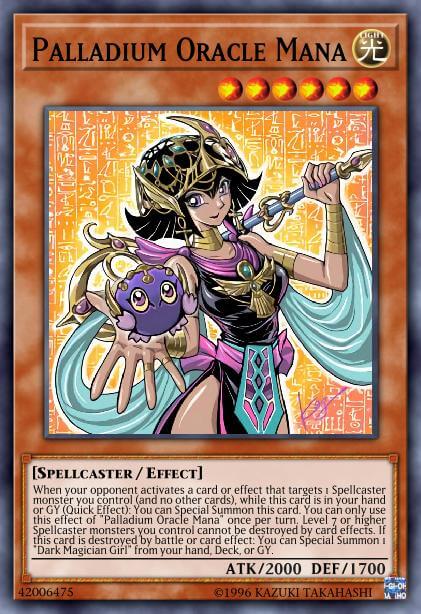 PALLADIUM ORACLE MANA
LIGHT
光
[SPELLCASTER / EFFECT]
When your opponent activates a card or effect that targets 1 Spellcaster
monster you control (and no other cards), while this card is in your hand
or GY (Quick Effect): You can Special Summon this card. You can only use
this effect of "Palladium Oracle Mana" once per turn. Level 7 or
higher Spellcaster monsters you control cannot be destroyed by card effects. If
this card is destroyed by battle or card effect: You can Special Summon 1
"Dark Magician Girl" from your hand, Deck, or GY.
ATK/2000 DEF/1700
42006475 ©1996 KAZUKI TAKAHASHI